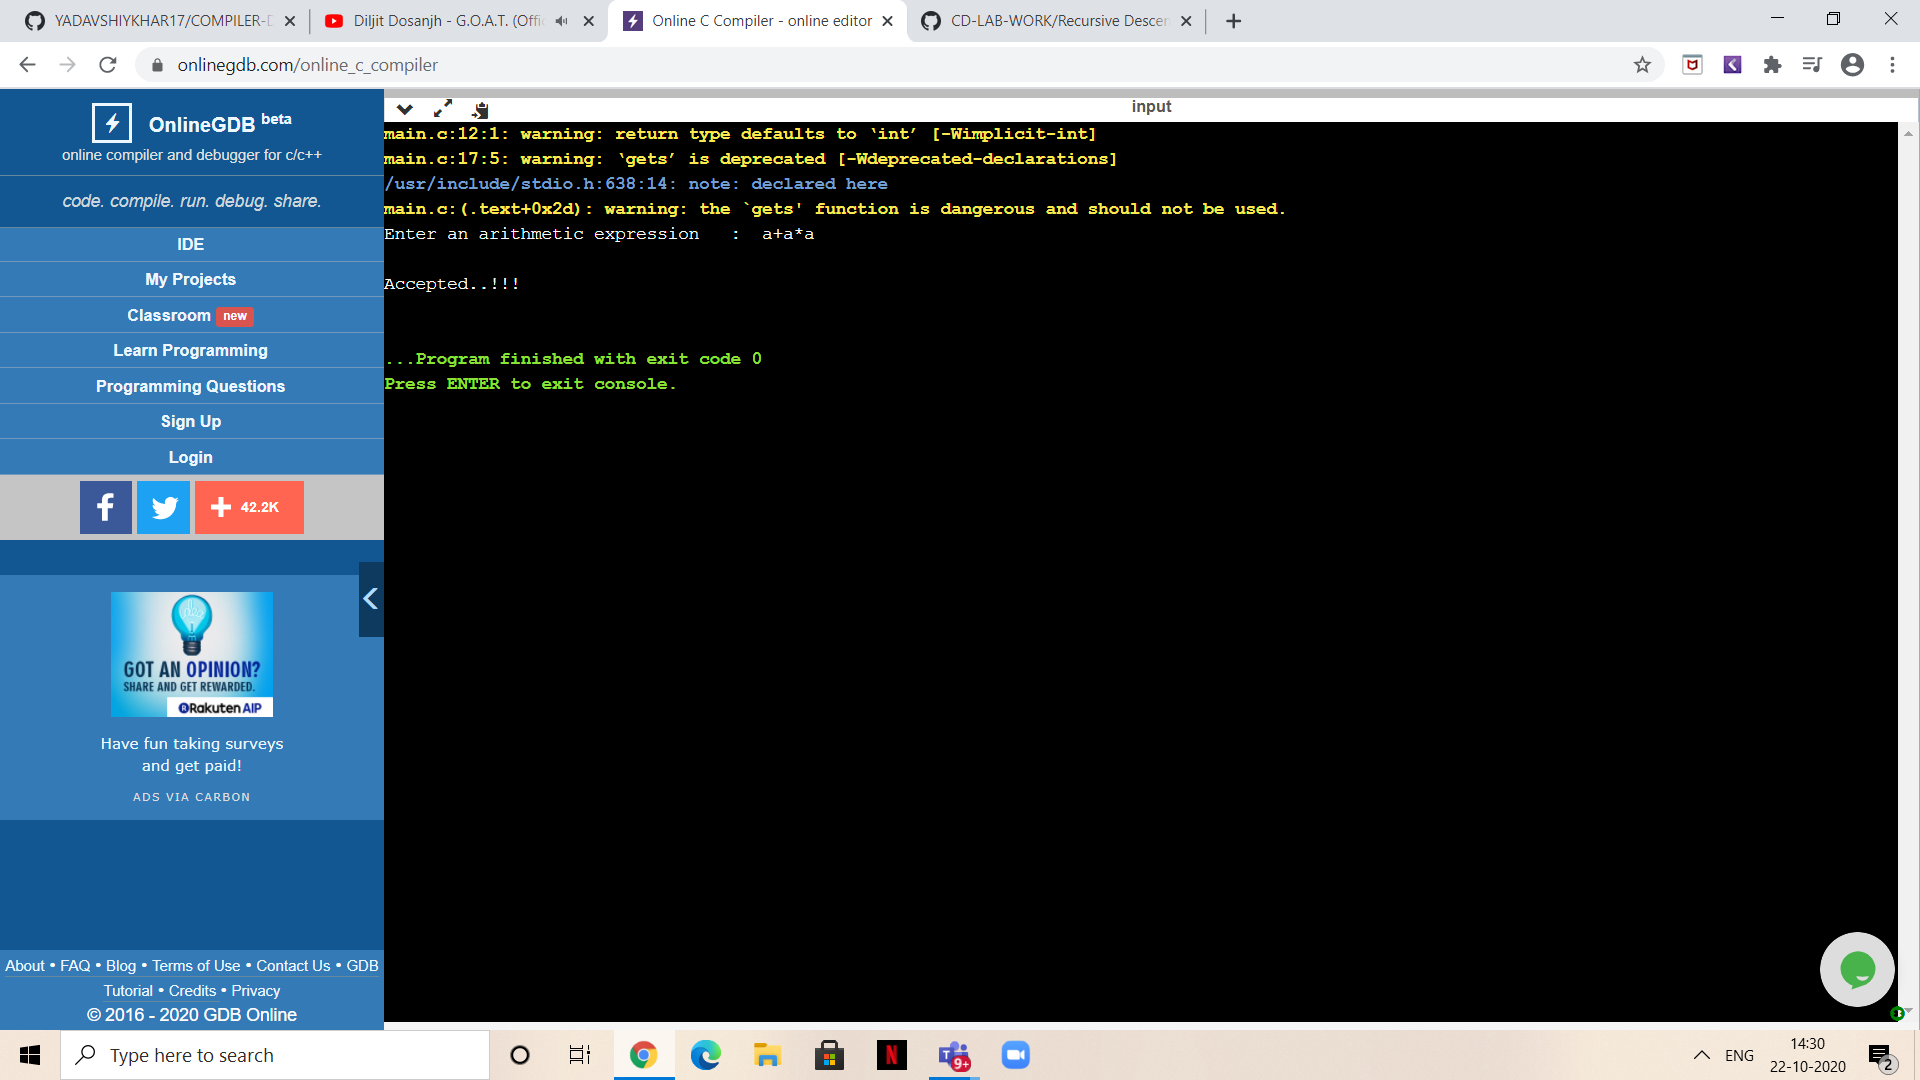 YADAVSHIYKHAR17/COMPILER-D
Diljit Dosanjh - G.O.A.T. (Offic
Online C Compiler - online editor
CD-LAB-WORK/Recursive Descen
onlinegdb.com/online_c_compiler
OnlineGDB beta
online compiler and debugger for c/c++
code. compile. run. debug. share.
IDE
My Projects
Classroom new
Learn Programming
Programming Questions
Sign Up
Login
42.2K
GOT AN OPINION?
SHARE AND GET REWARDED.
Rakuten AIP
Have fun taking surveys
and get paid!
ADS VIA CARBON
About • FAQ • Blog • Terms of Use • Contact Us • GDB
Tutorial • Credits • Privacy
© 2016 - 2020 GDB Online
input
main.c:12:1: warning: return type defaults to ‘int’ [-Wimplicit-int]
main.c:17:5: warning: ‘gets’ is deprecated [-Wdeprecated-declarations]
/usr/include/stdio.h:638:14: note: declared here
main.c:(.text+0x2d): warning: the `gets' function is dangerous and should not be used.
Enter an arithmetic expression   :  a+a*a
Accepted..!!!
...Program finished with exit code 0
Press ENTER to exit console.
Type here to search
9+
ENG
14:30
22-10-2020
2